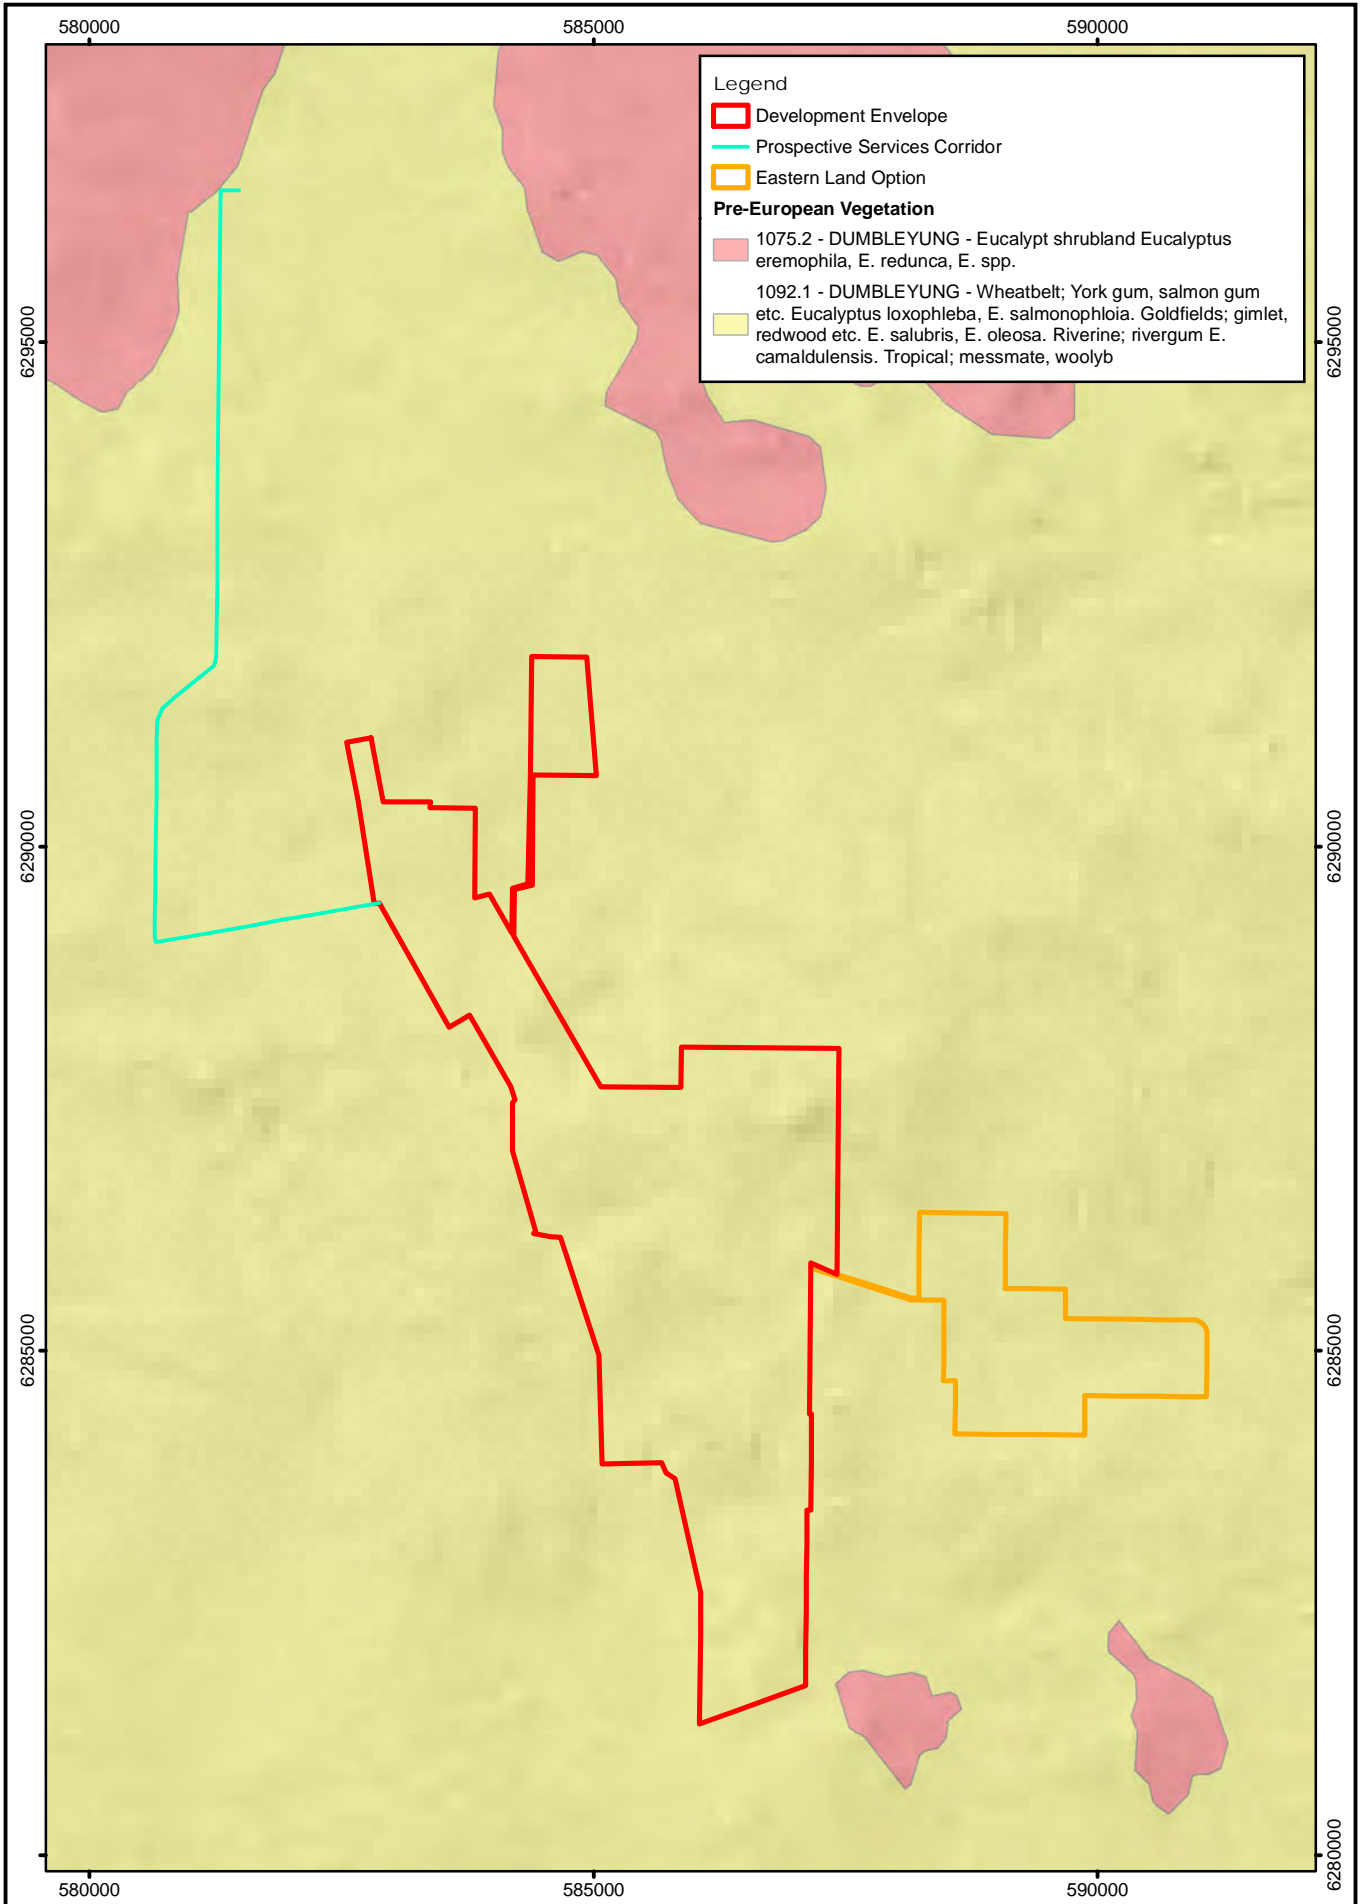 580000
585000
590000
Legend
Development Envelope
Prospective Services Corridor
Eastern Land Option
Pre-European Vegetation
1075.2 - DUMBLEYUNG - Eucalypt shrubland Eucalyptus
eremophila, E. redunca, E. spp.
1092.1 - DUMBLEYUNG - Wheatbelt; York gum, salmon gum
etc. Eucalyptus loxophleba, E. salmonophloia. Goldfields; gimlet,
redwood etc. E. salubris, E. oleosa. Riverine; rivergum E.
camaldulensis. Tropical; messmate, woolyb
6295000
6295000
6290000
6290000
6285000
6285000
6280000
580000
585000
590000